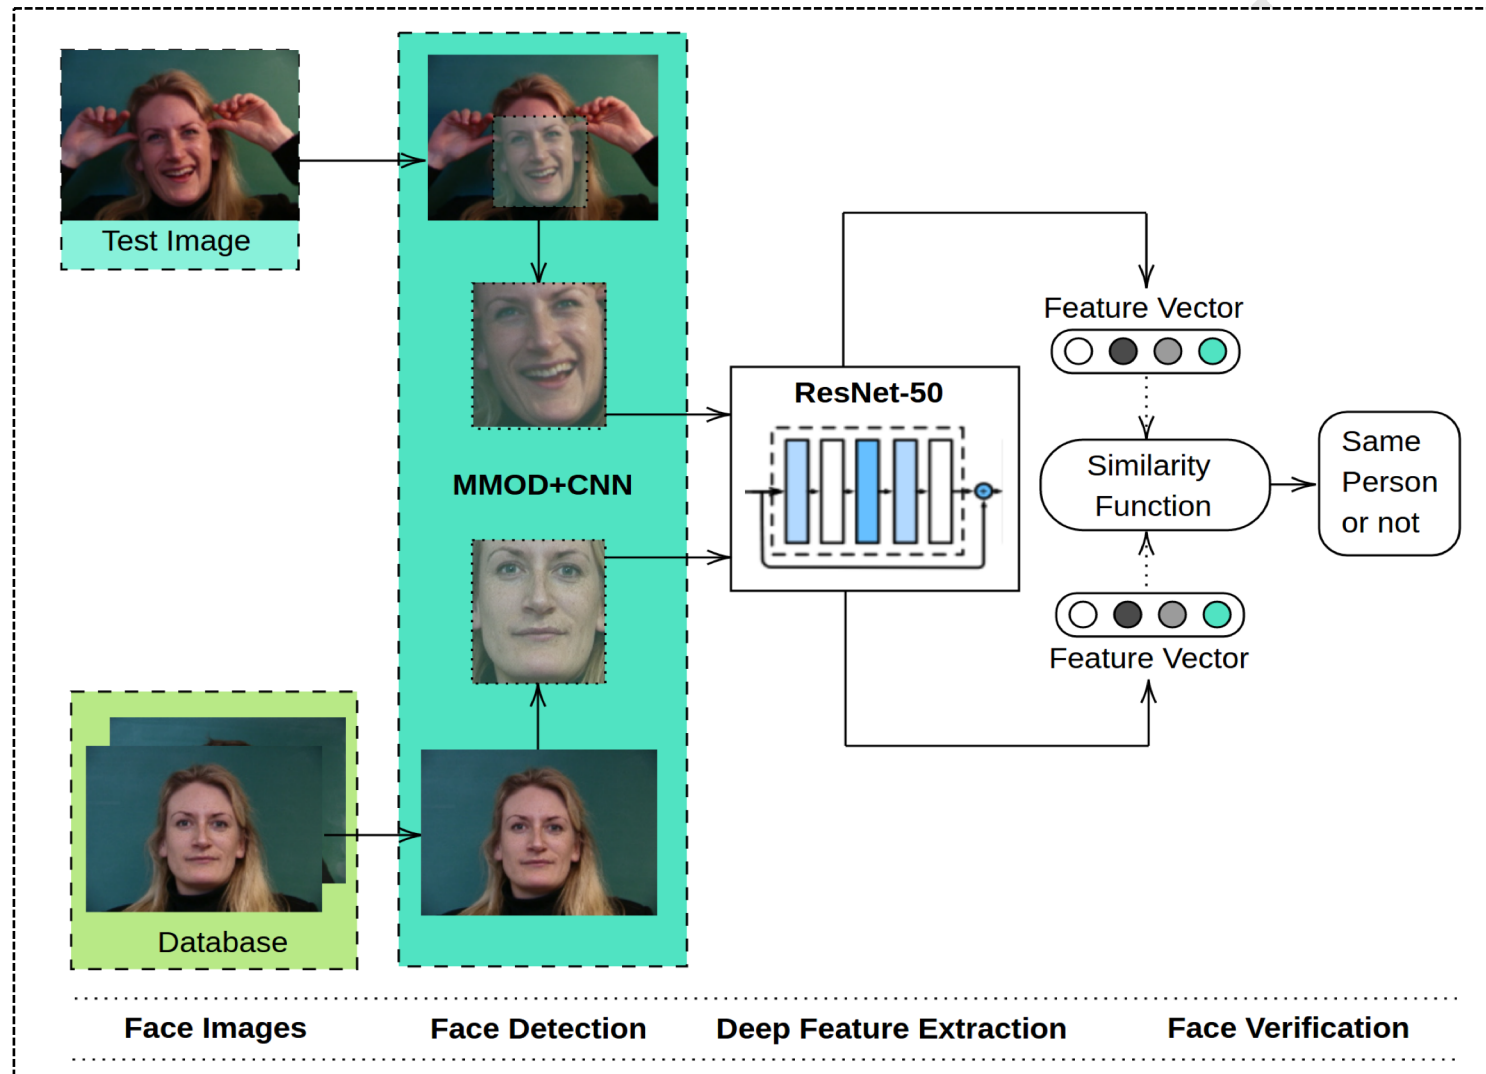 Test Image
MMOD+CNN
Database
ResNet-50
Feature Vector
Similarity
Function
Feature Vector
Same
Person
or not
Face Images
Face Detection
Deep Feature Extraction
Face Verification